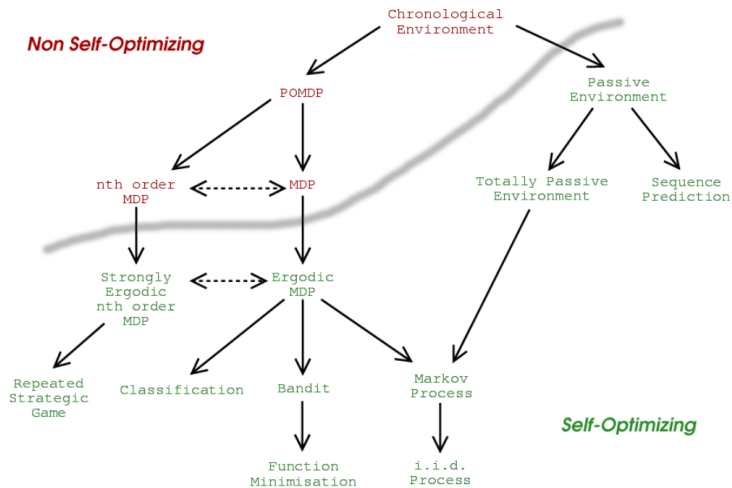 Chronological
Environment
Non Self-Optimizing
Passive
Environment
POMDP
nth order
MDP
MDP
Totally Passive
Environment
Sequence
Prediction
Strongly
Ergodic
nth order
MDP
Ergodic
MDP
Repeated
Strategic
Game
Classification
Bandit
Markov
Process
Self-Optimizing
Function
Minimisation
i.i.d.
Process